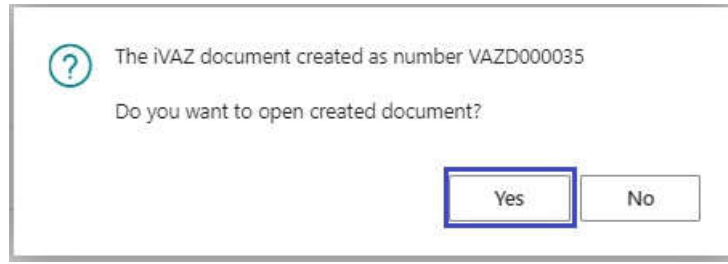 The iVAZ document created as number VAZD000035
Do you want to open created document?
Yes No